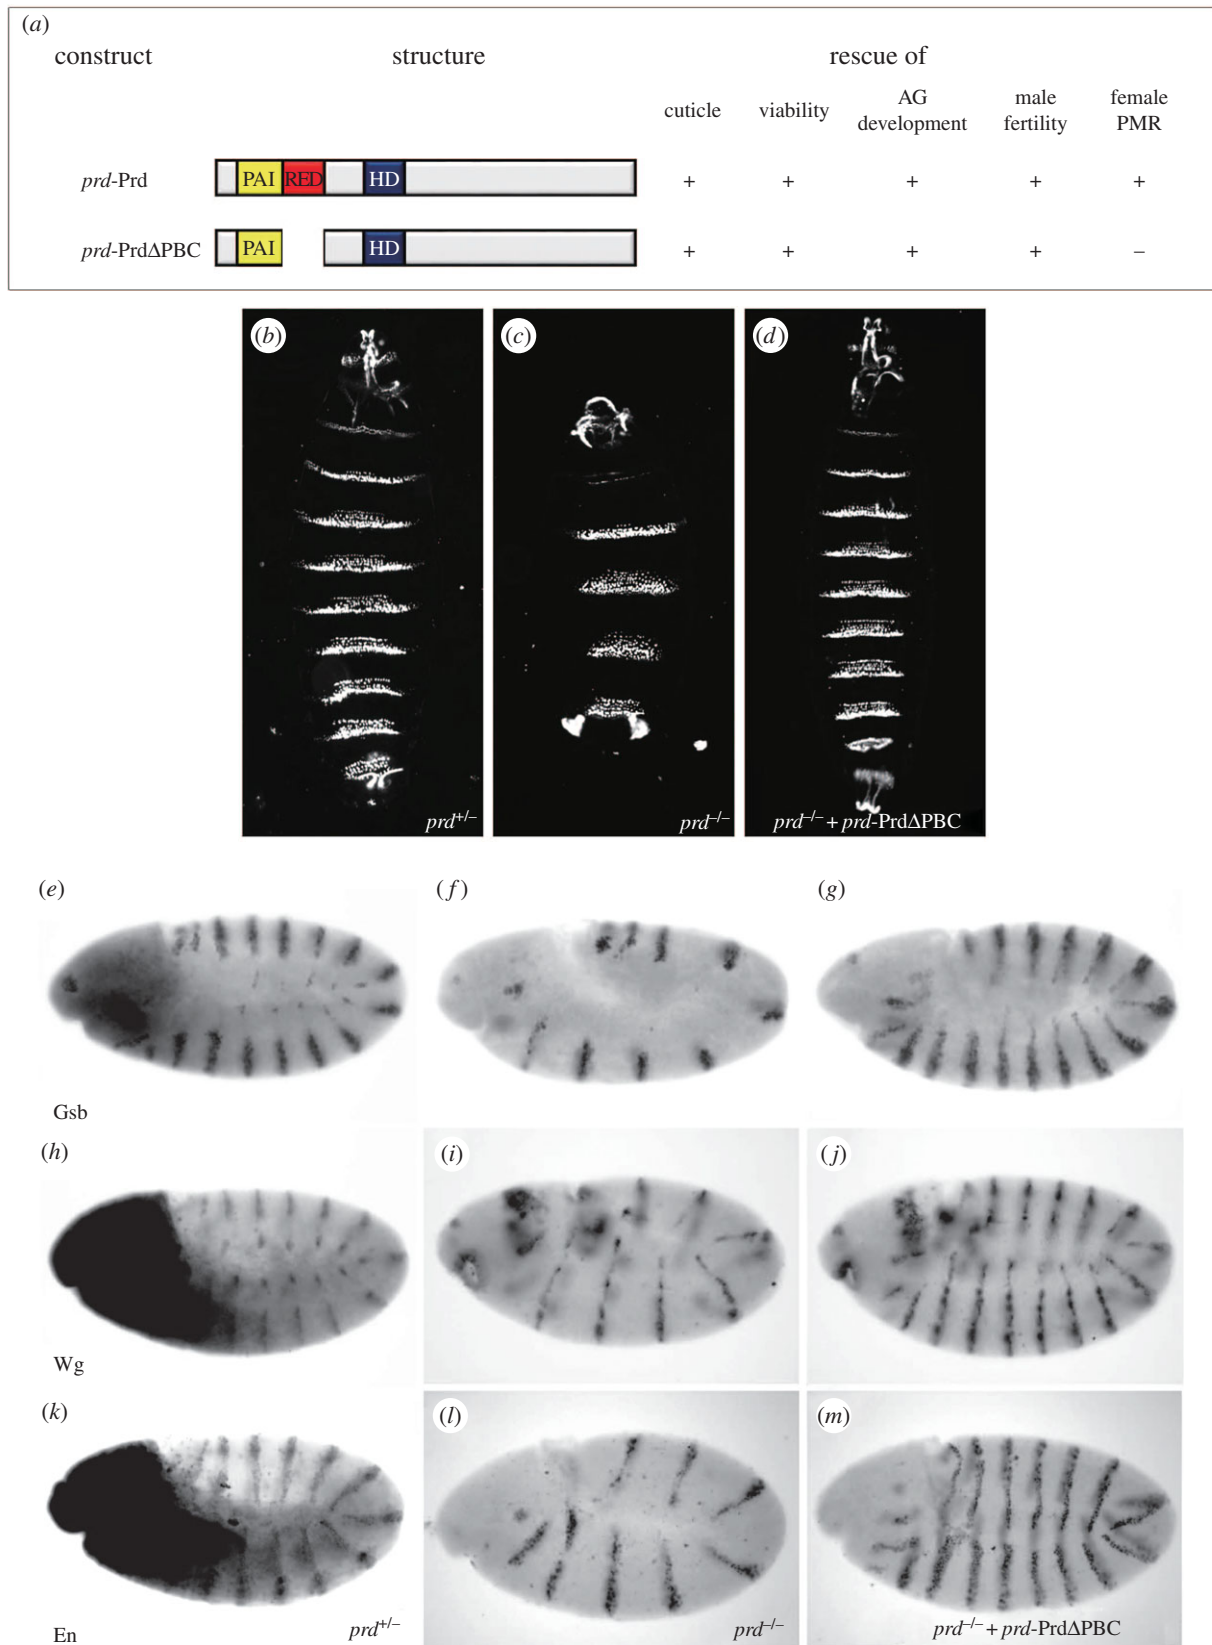 (a)
construct structure rescue of
cuticle viability AG development male fertility female PMR
prd-Prd PAI RED HD + + + + +
prd-PrdΔPBC PAI HD + + + + –
(b) (c) (d)
prd+/– prd–/– prd–/– + prd-PrdΔPBC
(e) (f) (g)
Gsb
(h) (i) (j)
Wg
(k) (l) (m)
En prd+/– prd–/– prd–/– + prd-PrdΔPBC